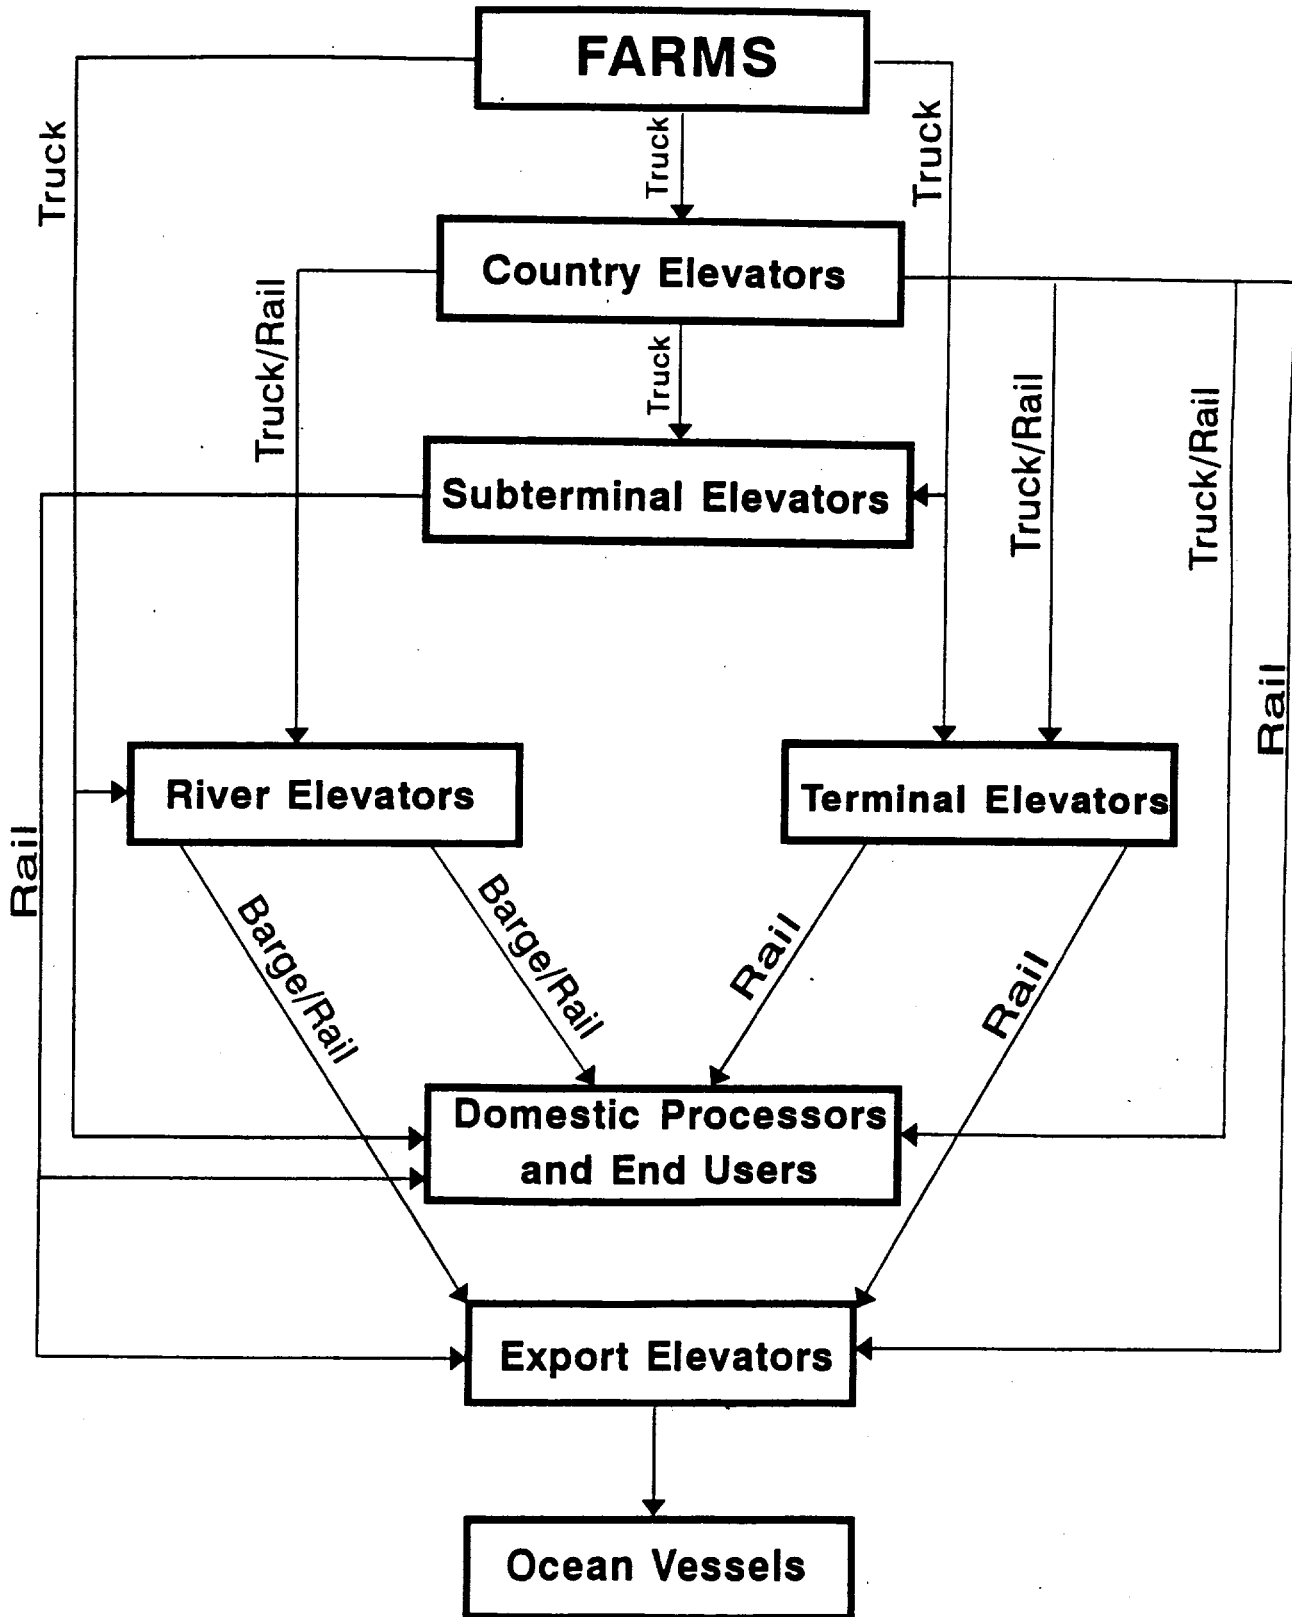 FARMS
Truck
Truck
Truck
Country Elevators
Truck/Rail
Truck
Truck/Rail
Truck/Rail
Subterminal Elevators
Rail
River Elevators
Terminal Elevators
Rail
Barge/Rail
Barge/Rail
Rail
Rail
Domestic Processors
and End Users
Export Elevators
Ocean Vessels